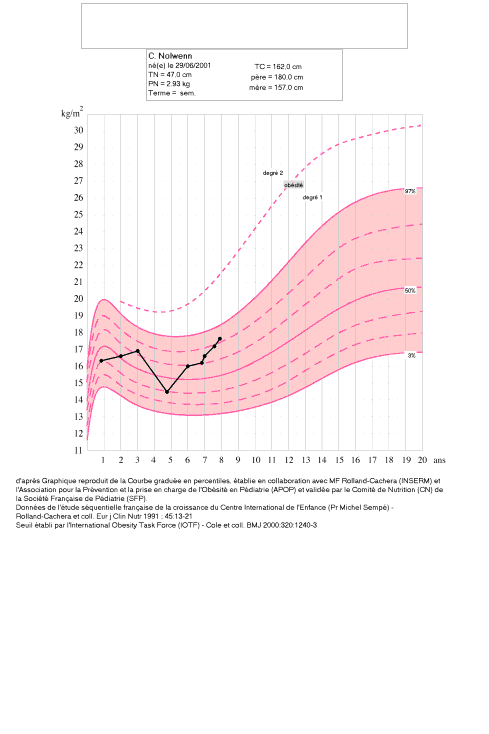 C. Nolwenn
né(e) le 29/06/2001
TN = 47.0 cm
PN = 2.93 kg
Terme = sem.
TC = 162.0 cm
père = 180.0 cm
mère = 157.0 cm
kg/m2
30
29
28
27
26
25
24
23
22
21
20
19
18
17
16
15
14
13
12
11
degré 2
obésité
degré 1
97%
50%
3%
1 2 3 4 5 6 7 8 9 10 11 12 13 14 15 16 17 18 19 20 ans
d'après Graphique reproduit de la Courbe graduée en percentiles, établie en collaboration avec MF Rolland-Cachera (INSERM) et
l'Association pour la Prévention et la prise en charge de l'Obésité en Pédiatrie (APOP) et validée par le Comité de Nutrition (CN) de
la Société Française de Pédiatrie (SFP).
Données de l'étude séquentielle française de la croissance du Centre International de l'Enfance (Pr Michel Sempé) -
Rolland-Cachera et coll. Eur j Clin Nutr 1991 : 45:13-21
Seuil établi par l'International Obesity Task Force (IOTF) - Cole et coll. BMJ 2000:320:1240-3